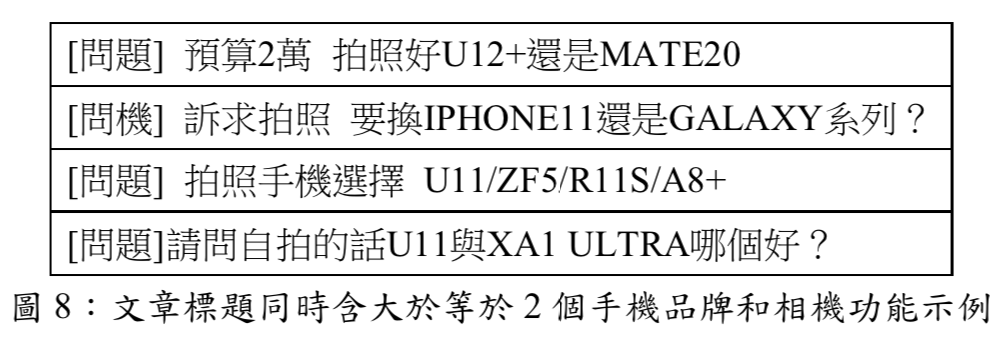 [問題] 預算2萬 拍照好U12+還是MATE20
[問機] 訴求拍照 要換IPHONE11還是GALAXY系列？
[問題] 拍照手機選擇 U11/ZF5/R11S/A8+
[問題]請問自拍的話U11與XA1 ULTRA哪個好？
圖 8：文章標題同時含大於等於 2 個手機品牌和相機功能示例